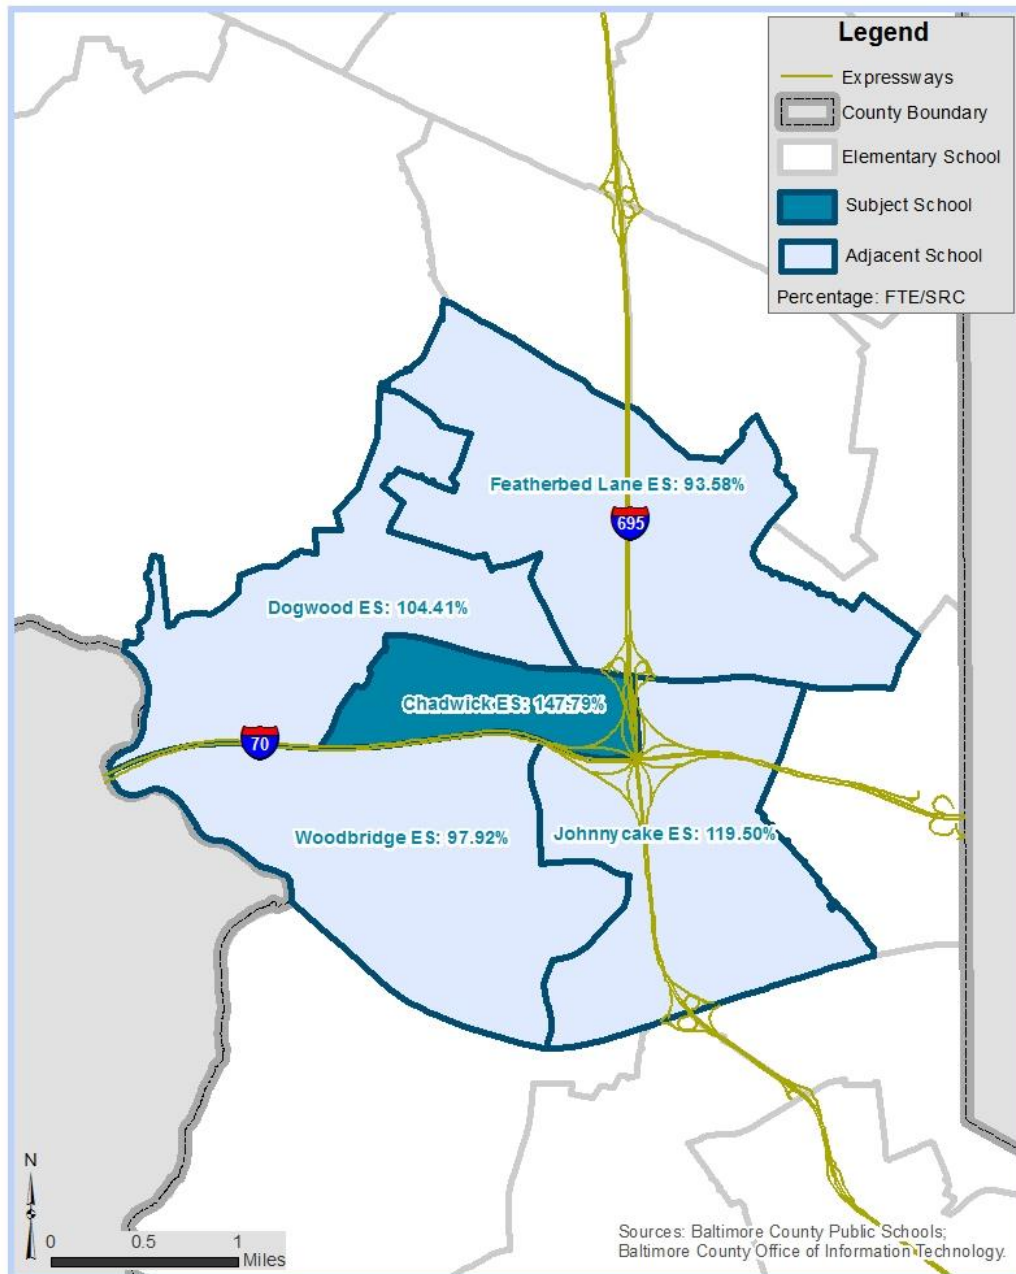 Legend
Expressways
County Boundary
Elementary School
Subject School
Adjacent School
Percentage: FTE/SRC
Featherbed Lane ES: 93.58%
695
Dogwood ES: 104.41%
Chadwick ES: 147.79%
70
Woodbridge ES: 97.92%
Johnnycake ES: 119.50%
N
0 0.5 1
Miles
Sources: Baltimore County Public Schools;
Baltimore County Office of Information Technology.